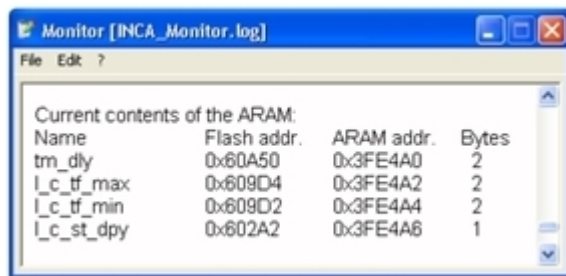 Monitor [INCA_Monitor.log]
File Edit ?
Current contents of the ARAM:
Name Flash addr. ARAM addr. Bytes
tm_dly 0x60A50 0x3FE4A0 2
l_c_tf_max 0x609D4 0x3FE4A2 2
l_c_tf_min 0x609D2 0x3FE4A4 2
l_c_st_dpy 0x602A2 0x3FE4A6 1